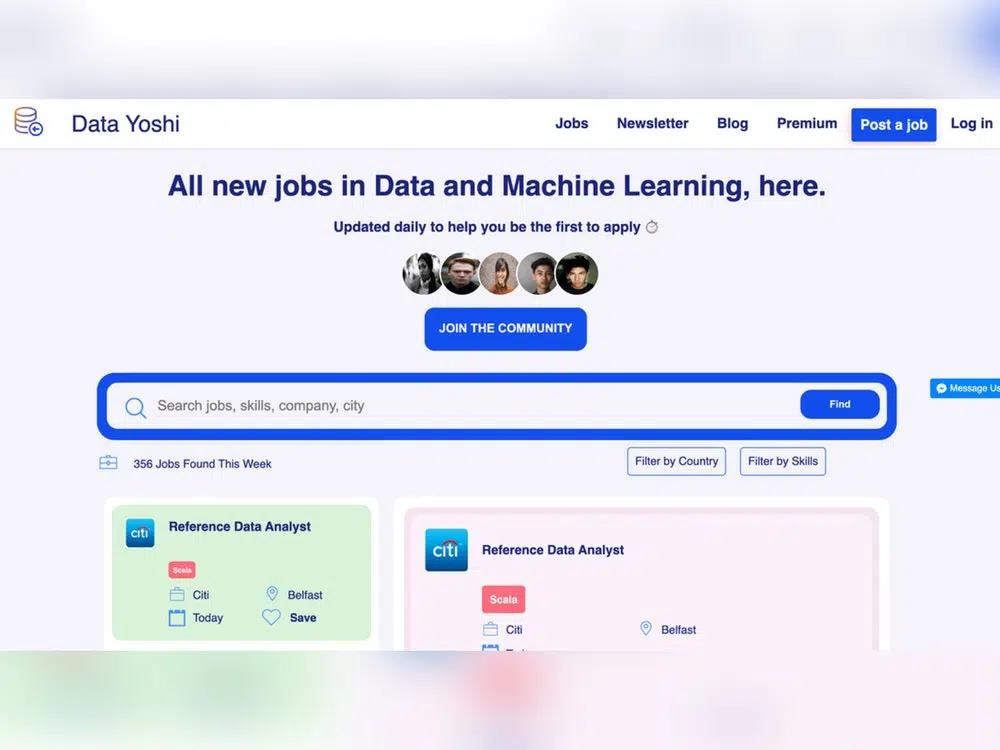 Data Yoshi
Jobs Newsletter Blog Premium Post a job Log in
All new jobs in Data and Machine Learning, here.
Updated daily to help you be the first to apply
JOIN THE COMMUNITY
Search jobs, skills, company, city Find
Message Us
356 Jobs Found This Week Filter by Country Filter by Skills
citi Reference Data Analyst
Scala
Citi Belfast
Today Save
citi Reference Data Analyst
Scala
Citi Belfast